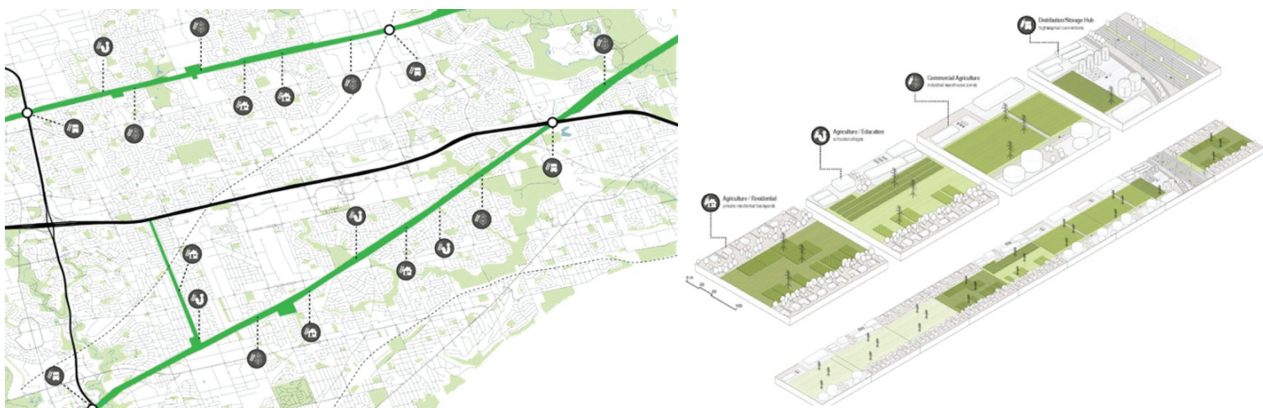 Distribution/Storage Hub
highway/rail connections
Commercial Agriculture
industrial warehouse zones
Agriculture / Education
schools/colleges
Agriculture / Residential
private residential backyards